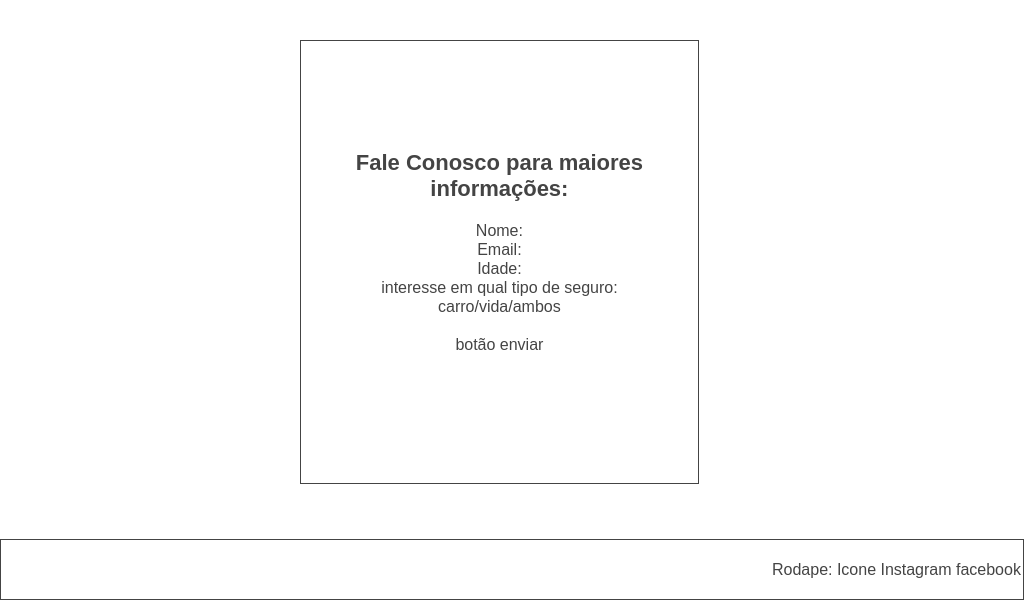 Fale Conosco para maiores
informações:
Nome:
Email:
Idade:
interesse em qual tipo de seguro:
carro/vida/ambos
botão enviar
Rodape: Icone Instagram facebook